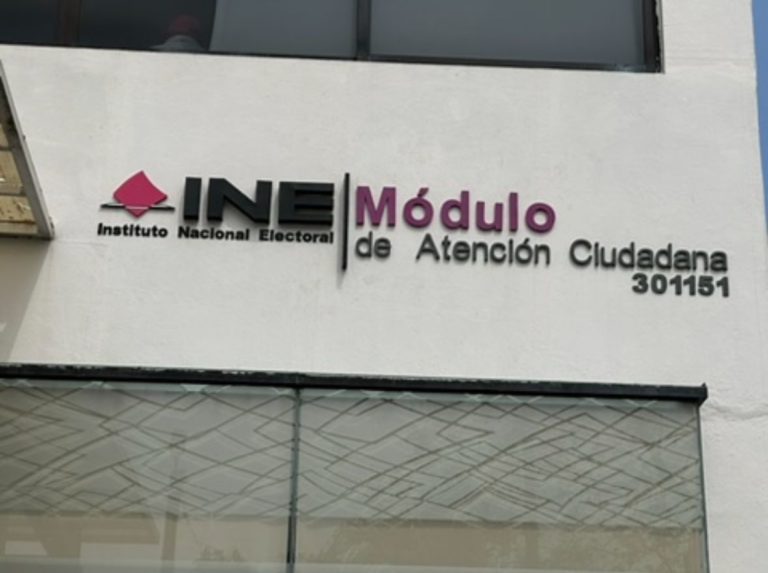 INE
Instituto Nacional Electoral
Módulo
de Atención Ciudadana
301151